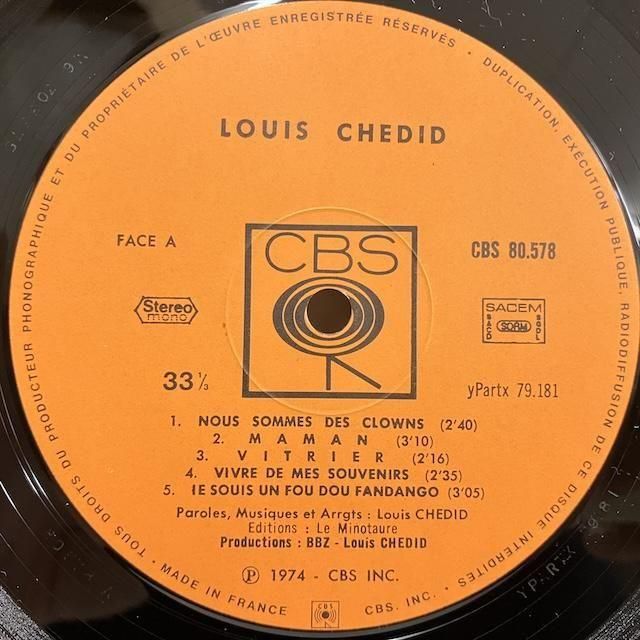 TOUS DROITS DU PRODUCTEUR PHONOGRAPHIQUE ET DU PROPRIÉTAIRE DE L'ŒUVRE ENREGISTRÉE RÉSERVÉS • DUPLICATION, EXÉCUTION PUBLIQUE, RADIODIFFUSION DE CE DISQUE INTERDITES •
LOUIS CHEDID
FACE A
CBS
CBS 80.578
Stereo
mono
SACEM
SACD
SDRM
SGDL
33 1/3
yPartx 79.181
1. NOUS SOMMES DES CLOWNS (2'40)
2. MAMAN (3'10)
3. VITRIER (2'16)
4. VIVRE DE MES SOUVENIRS (2'35)
5. IE SOUIS UN FOU DOU FANDANGO (3'05)
Paroles, Musiques et Arrgts : Louis CHEDID
Editions : Le Minotaure
Productions : BBZ - Louis CHEDID
℗ 1974 - CBS INC.
MADE IN FRANCE
CBS
CBS. INC. •